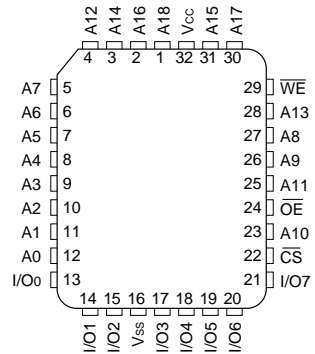 A12 A14 A16 A18 Vcc A15 A17
4 3 2 1 32 31 30
A7 5 29 WE
A6 6 28 A13
A5 7 27 A8
A4 8 26 A9
A3 9 25 A11
A2 10 24 OE
A1 11 23 A10
A0 12 22 CS
I/O0 13 21 I/O7
14 15 16 17 18 19 20
I/O1 I/O2 Vss I/O3 I/O4 I/O5 I/O6